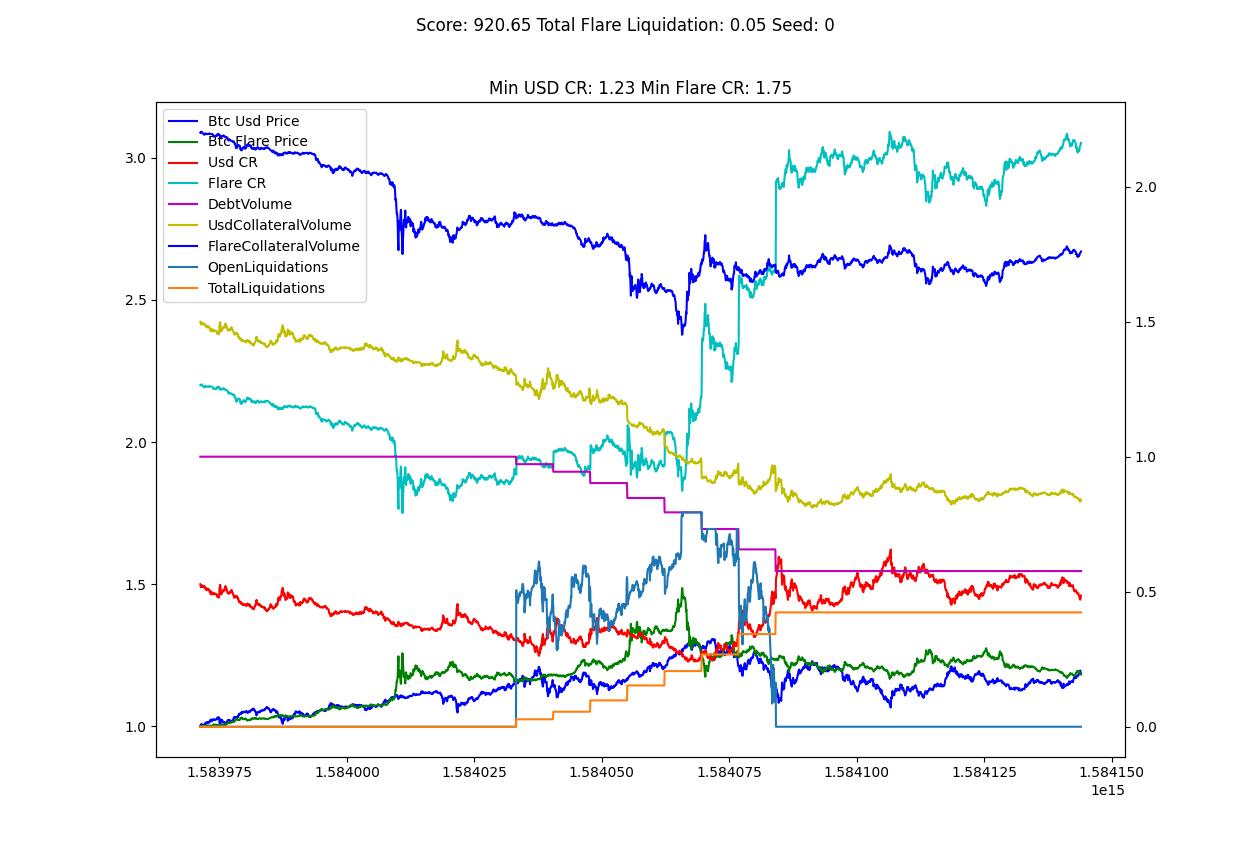 Score: 920.65 Total Flare Liquidation: 0.05 Seed: 0
Min USD CR: 1.23 Min Flare CR: 1.75
Btc Usd Price
Btc Flare Price
Usd CR
Flare CR
DebtVolume
UsdCollateralVolume
FlareCollateralVolume
OpenLiquidations
TotalLiquidations
3.0
2.5
2.0
1.5
1.0
2.0
1.5
1.0
0.5
0.0
1.583975 1.584000 1.584025 1.584050 1.584075 1.584100 1.584125 1.584150
1e15